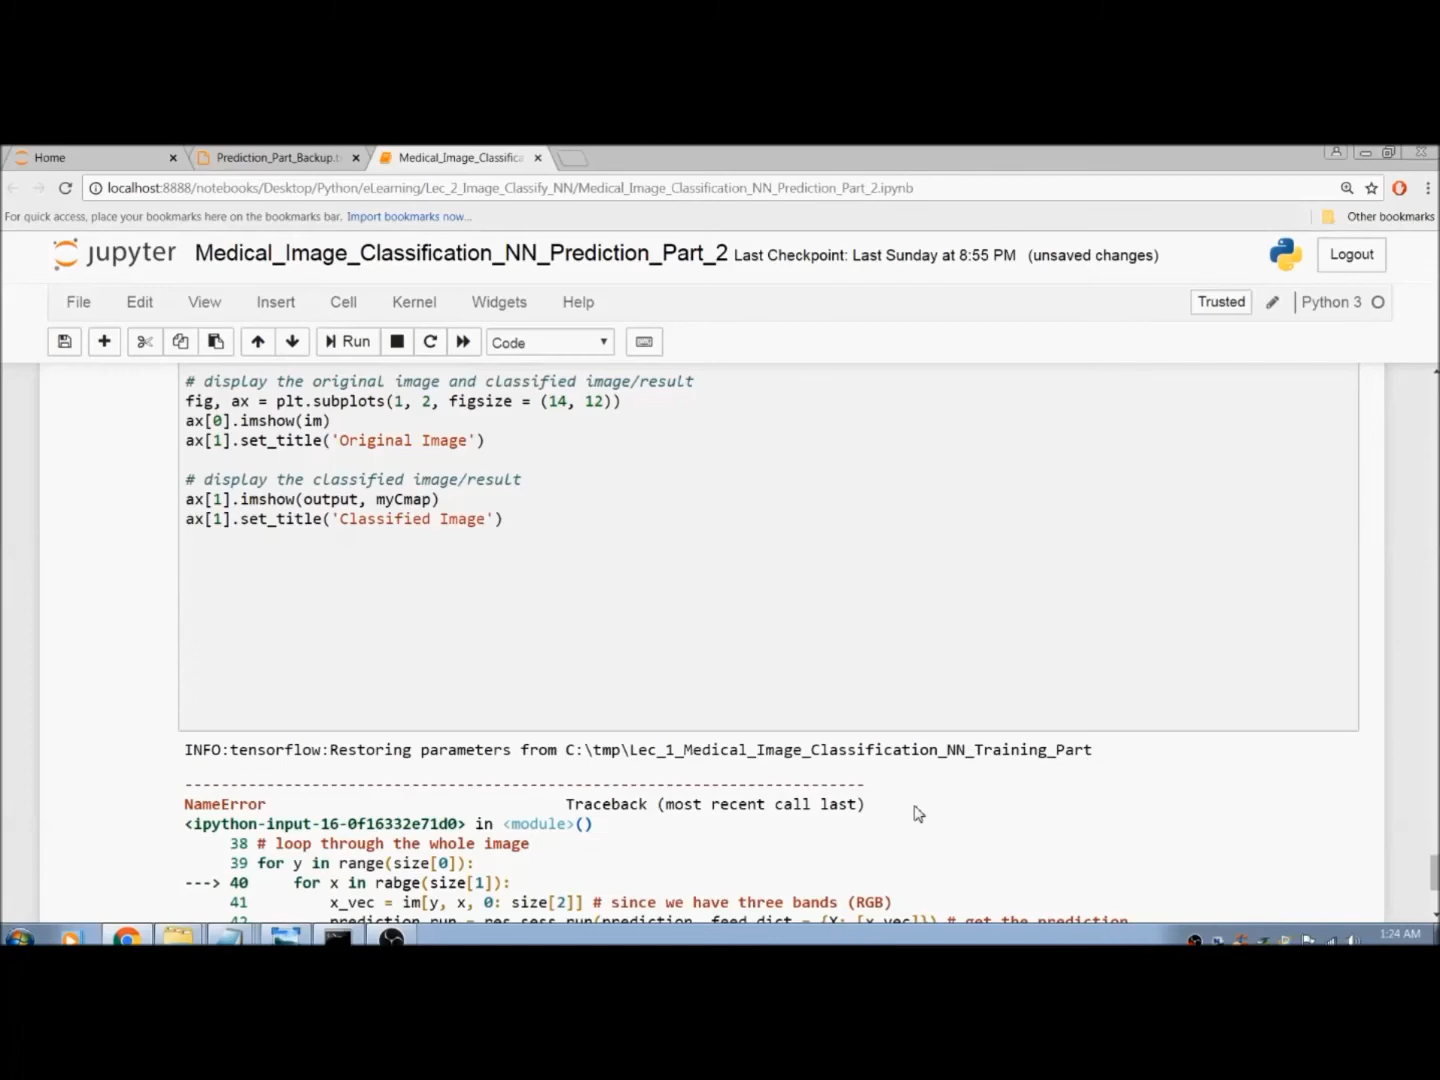 Home
Prediction_Part_Backup.t
Medical_Image_Classifica
localhost:8888/notebooks/Desktop/Python/eLearning/Lec_2_Image_Classify_NN/Medical_Image_Classification_NN_Prediction_Part_2.ipynb
For quick access, place your bookmarks here on the bookmarks bar. Import bookmarks now...
Other bookmarks
jupyter Medical_Image_Classification_NN_Prediction_Part_2 Last Checkpoint: Last Sunday at 8:55 PM (unsaved changes)
Logout
File Edit View Insert Cell Kernel Widgets Help
Trusted
Python 3
Run
Code
# display the original image and classified image/result
fig, ax = plt.subplots(1, 2, figsize = (14, 12))
ax[0].imshow(im)
ax[1].set_title('Original Image')
# display the classified image/result
ax[1].imshow(output, myCmap)
ax[1].set_title('Classified Image')
INFO:tensorflow:Restoring parameters from C:\tmp\Lec_1_Medical_Image_Classification_NN_Training_Part
---------------------------------------------------------------------------
NameError Traceback (most recent call last)
<ipython-input-16-0f16332e71d0> in <module>()
38 # loop through the whole image
39 for y in range(size[0]):
---> 40 for x in rabge(size[1]):
41 x_vec = im[y, x, 0: size[2]] # since we have three bands (RGB)
42 prediction_run = res_sess.run(prediction, feed_dict = {X: [x_vec]}) # get the prediction
1:24 AM